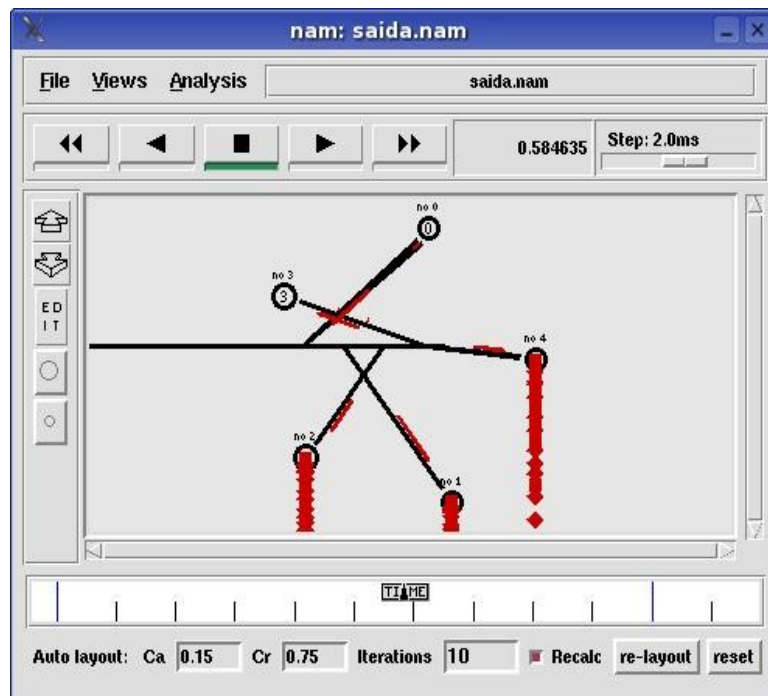 nam: saida.nam
File Views Analysis saida.nam
0.584635 Step: 2.0ms
ED
IT
no 0
0
no 3
3
no 4
no 2
no 1
TIME
Auto layout: Ca 0.15 Cr 0.75 Iterations 10 Recalc re-layout reset